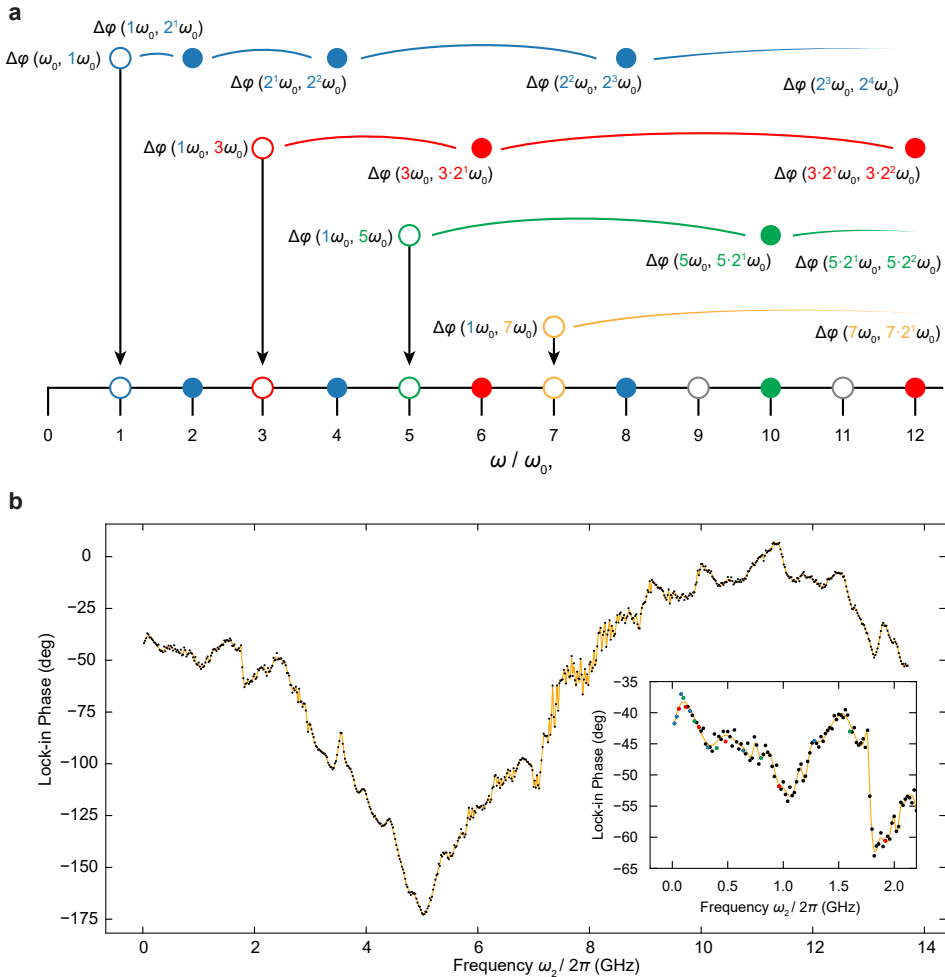 a
Δφ (1ω₀, 2¹ω₀)
Δφ (ω₀, 1ω₀)
Δφ (2¹ω₀, 2²ω₀)
Δφ (2²ω₀, 2³ω₀)
Δφ (2³ω₀, 2⁴ω₀)
Δφ (1ω₀, 3ω₀)
Δφ (3ω₀, 3·2¹ω₀)
Δφ (3·2¹ω₀, 3·2²ω₀)
Δφ (1ω₀, 5ω₀)
Δφ (5ω₀, 5·2¹ω₀)
Δφ (5·2¹ω₀, 5·2²ω₀)
Δφ (1ω₀, 7ω₀)
Δφ (7ω₀, 7·2¹ω₀)
0 1 2 3 4 5 6 7 8 9 10 11 12
ω / ω₀,
b
Lock-in Phase (deg)
0
−25
−50
−75
−100
−125
−150
−175
0 2 4 6 8 10 12 14
Frequency ω₂ / 2π (GHz)
Lock-in Phase (deg)
−35
−40
−45
−50
−55
−60
−65
0.0 0.5 1.0 1.5 2.0
Frequency ω₂ / 2π (GHz)